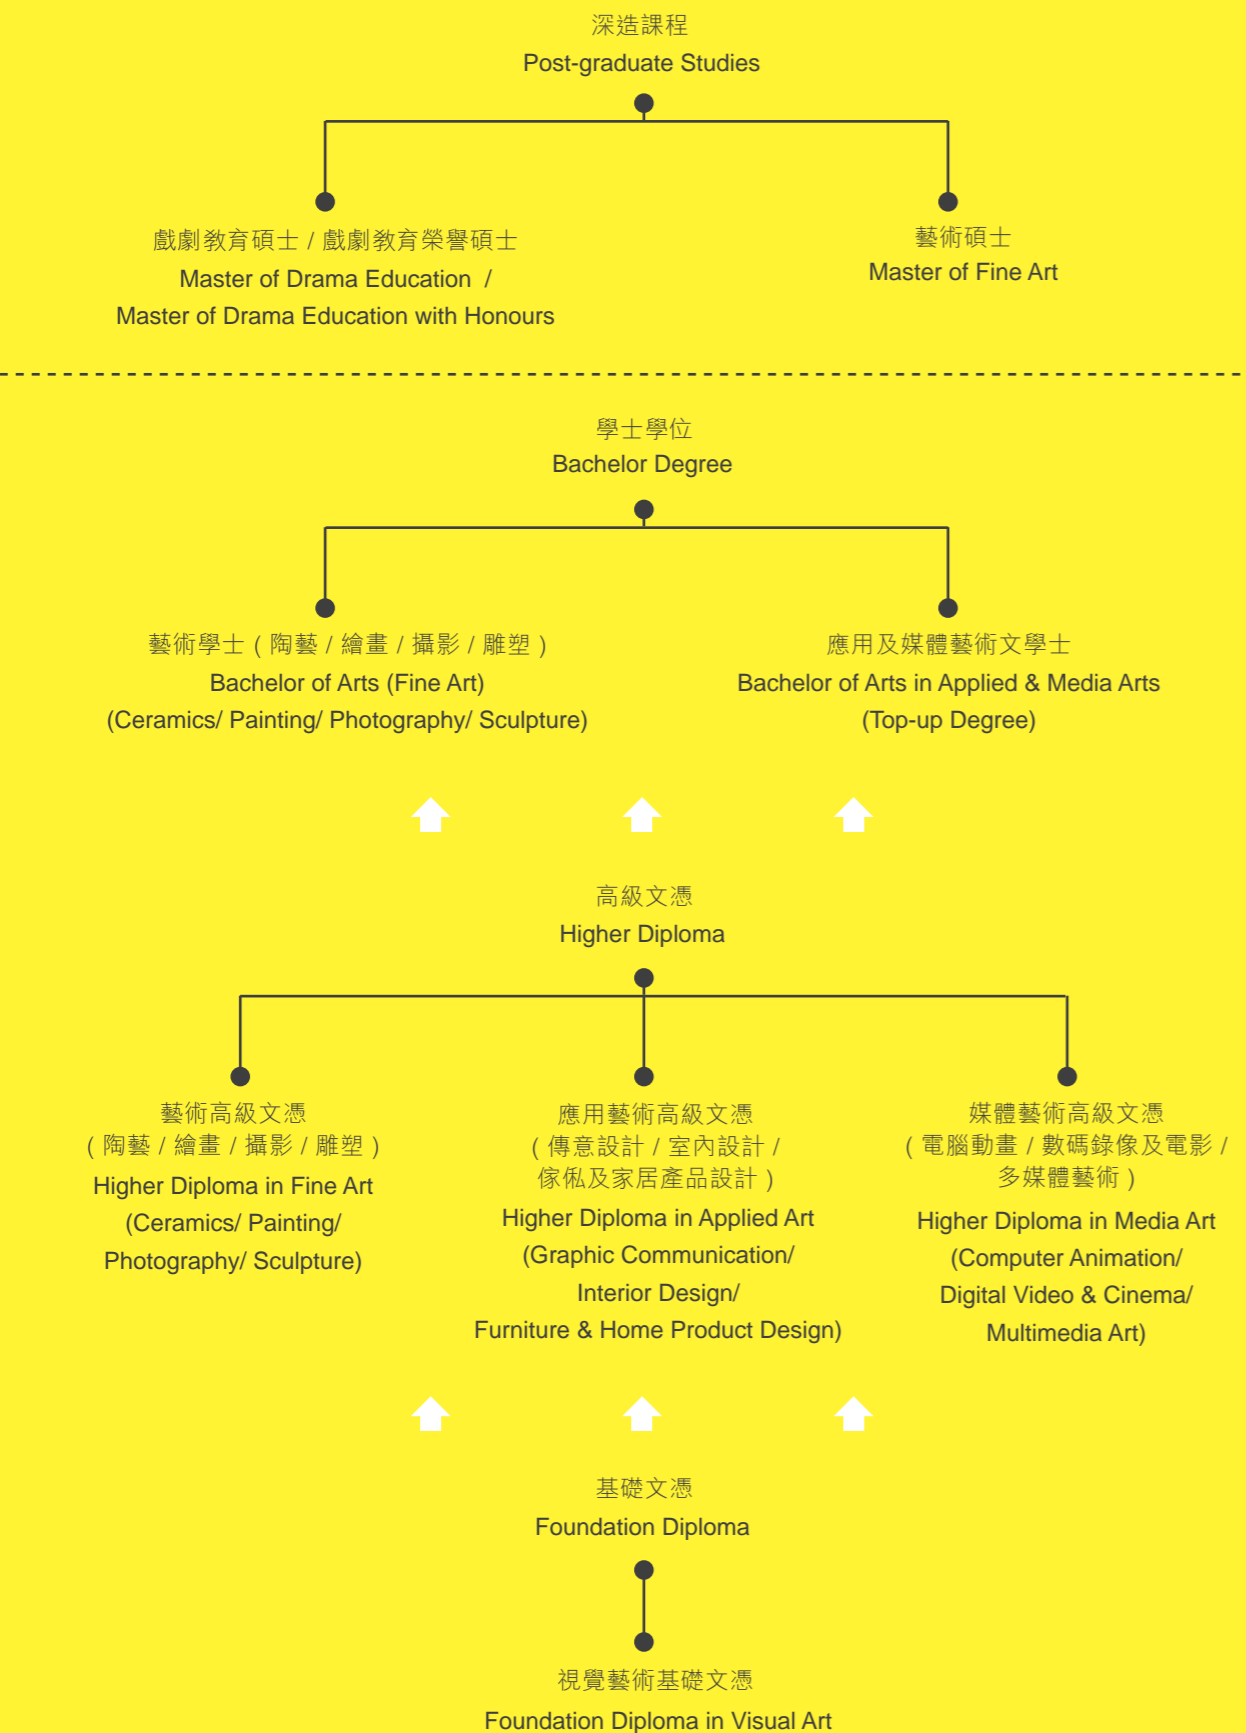 深造課程
Post-graduate Studies
戲劇教育碩士 / 戲劇教育榮譽碩士
Master of Drama Education /
Master of Drama Education with Honours
藝術碩士
Master of Fine Art
學士學位
Bachelor Degree
藝術學士 ( 陶藝 / 繪畫 / 攝影 / 雕塑 )
Bachelor of Arts (Fine Art)
(Ceramics/ Painting/ Photography/ Sculpture)
應用及媒體藝術文學士
Bachelor of Arts in Applied & Media Arts
(Top-up Degree)
高級文憑
Higher Diploma
藝術高級文憑
( 陶藝 / 繪畫 / 攝影 / 雕塑 )
Higher Diploma in Fine Art
(Ceramics/ Painting/
Photography/ Sculpture)
應用藝術高級文憑
( 傳意設計 / 室內設計 /
傢俬及家居產品設計 )
Higher Diploma in Applied Art
(Graphic Communication/
Interior Design/
Furniture & Home Product Design)
媒體藝術高級文憑
( 電腦動畫 / 數碼錄像及電影 /
多媒體藝術 )
Higher Diploma in Media Art
(Computer Animation/
Digital Video & Cinema/
Multimedia Art)
基礎文憑
Foundation Diploma
視覺藝術基礎文憑
Foundation Diploma in Visual Art